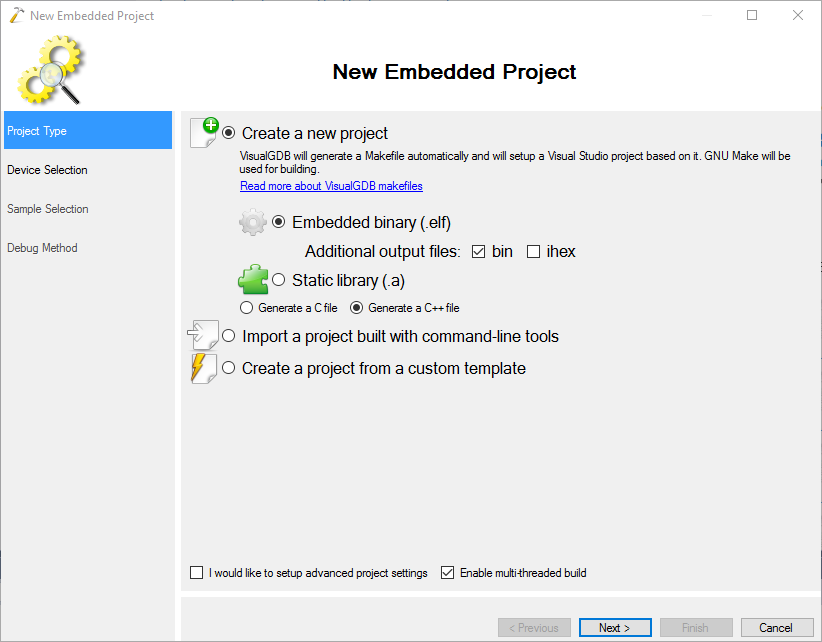 New Embedded Project
New Embedded Project
Project Type
Device Selection
Sample Selection
Debug Method
Create a new project
VisualGDB will generate a Makefile automatically and will setup a Visual Studio project based on it. GNU Make will be
used for building.
Read more about VisualGDB makefiles
Embedded binary (.elf)
Additional output files: bin ihex
Static library (.a)
Generate a C file Generate a C++ file
Import a project built with command-line tools
Create a project from a custom template
I would like to setup advanced project settings Enable multi-threaded build
< Previous Next > Finish Cancel